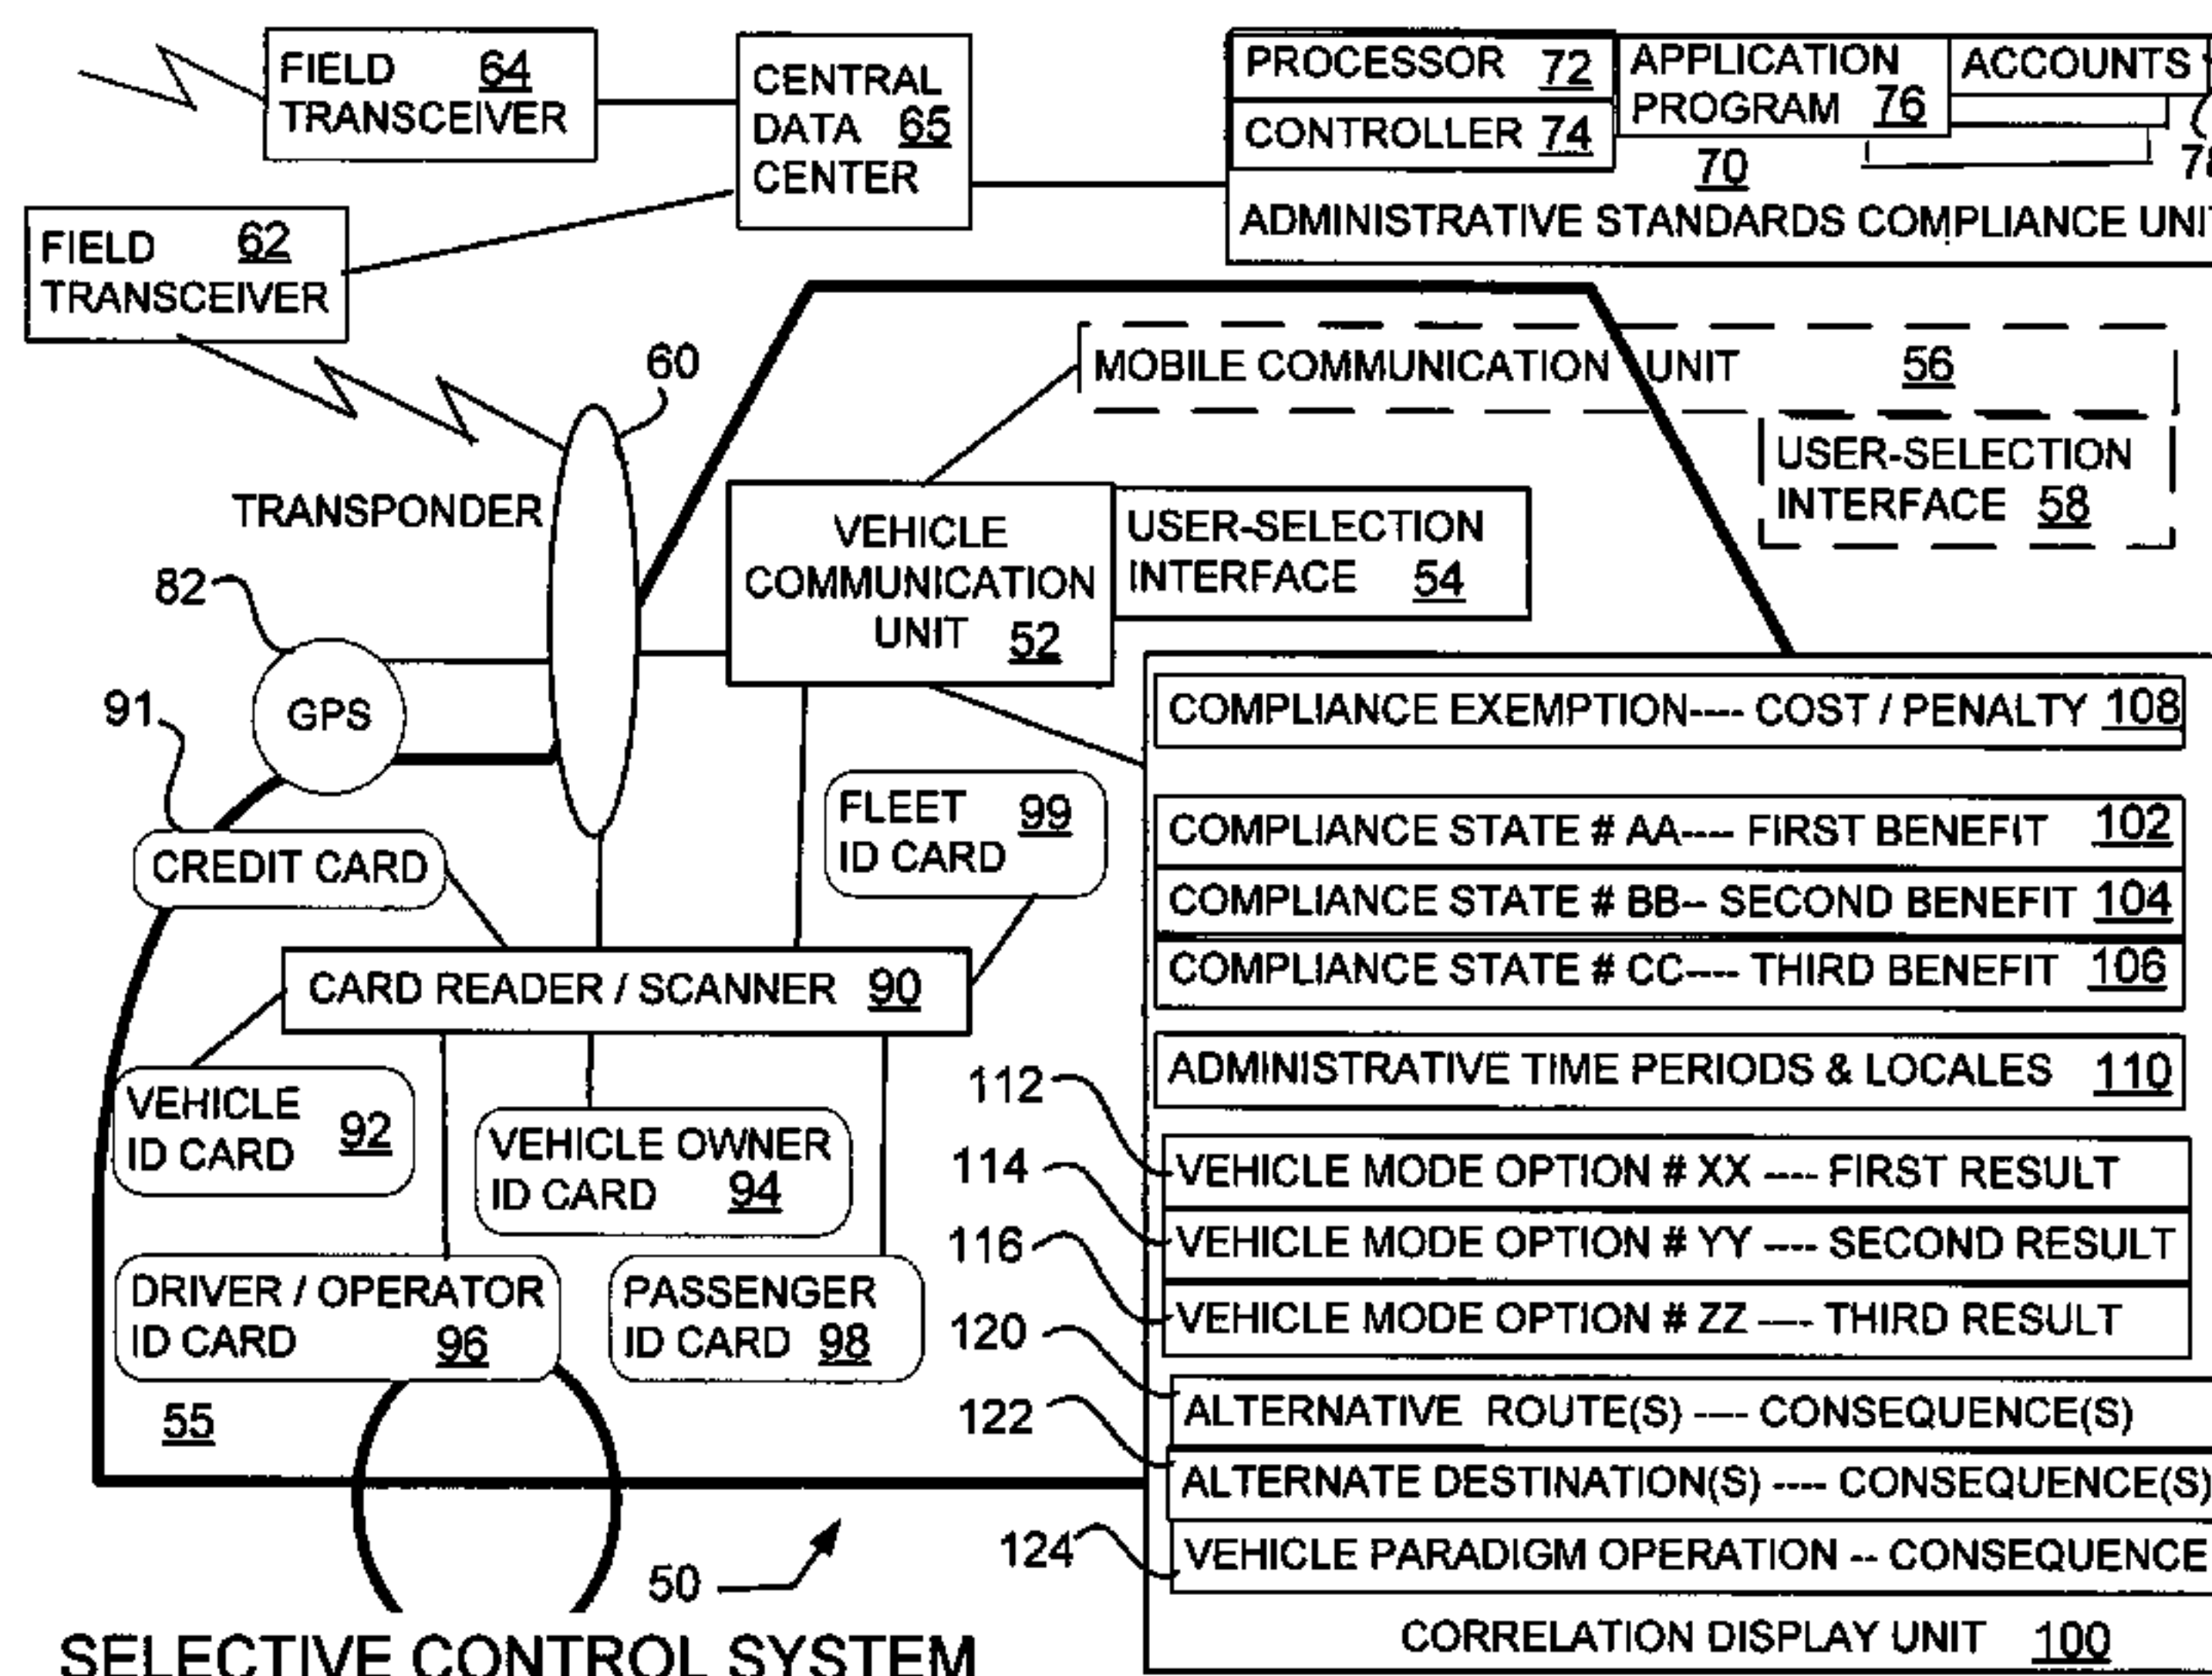 FIELD 64
TRANSCEIVER
CENTRAL
DATA 65
CENTER
PROCESSOR 72
CONTROLLER 74
APPLICATION
PROGRAM 76
ACCOUNTS
70
ADMINISTRATIVE STANDARDS COMPLIANCE
FIELD 62
TRANSCEIVER
60
MOBILE COMMUNICATION UNIT 56
USER-SELECTION
INTERFACE 58
TRANSPONDER
VEHICLE
COMMUNICATION
UNIT 52
USER-SELECTION
INTERFACE 54
82
GPS
91
CREDIT CARD
FLEET 99
ID CARD
CARD READER / SCANNER 90
VEHICLE
ID CARD 92
VEHICLE OWNER
ID CARD 94
DRIVER / OPERATOR
ID CARD 96
PASSENGER
ID CARD 98
55
50
SELECTIVE CONTROL SYSTEM
COMPLIANCE EXEMPTION---- COST / PENALTY 108
COMPLIANCE STATE # AA---- FIRST BENEFIT 102
COMPLIANCE STATE # BB-- SECOND BENEFIT 104
COMPLIANCE STATE # CC---- THIRD BENEFIT 106
ADMINISTRATIVE TIME PERIODS & LOCALES 110
112
VEHICLE MODE OPTION # XX ---- FIRST RESULT
114
VEHICLE MODE OPTION # YY ---- SECOND RESULT
116
VEHICLE MODE OPTION # ZZ ---- THIRD RESULT
120
ALTERNATIVE ROUTE(S) ---- CONSEQUENCE(S)
122
ALTERNATE DESTINATION(S) ---- CONSEQUENCE(S)
124
VEHICLE PARADIGM OPERATION -- CONSEQUENCE
CORRELATION DISPLAY UNIT 100